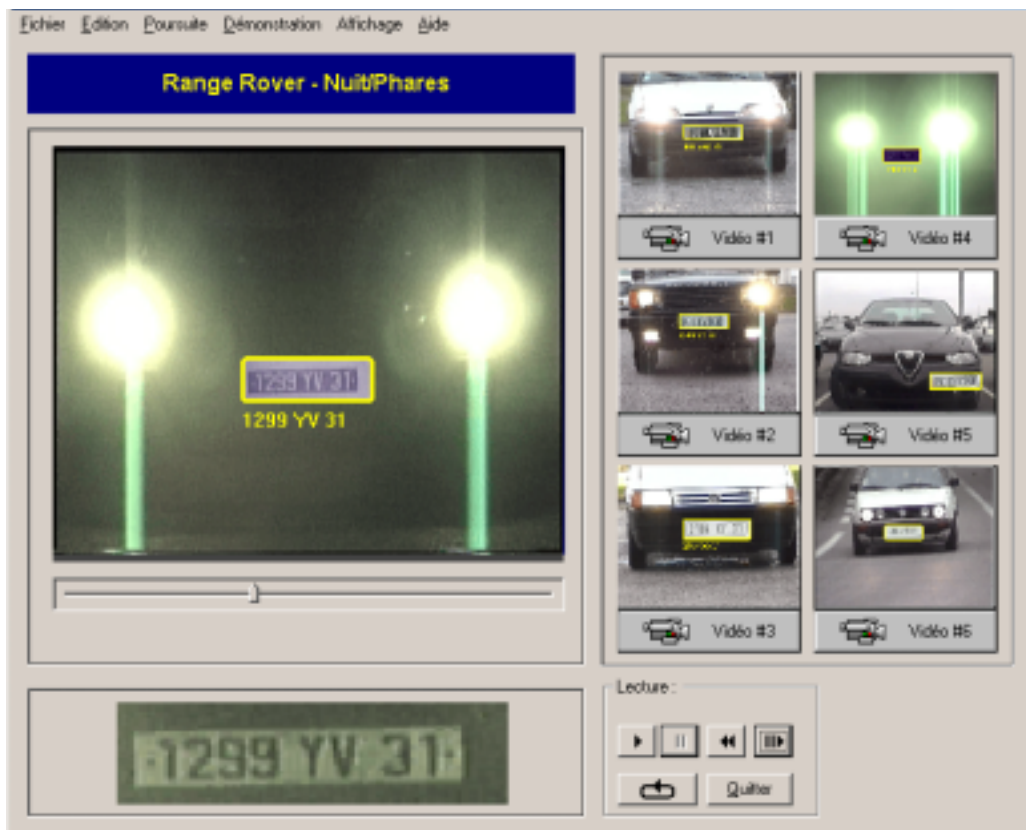 Fichier Edition Poursuite Démonstration Affichage Aide
Range Rover - Nuit/Phares
1299 YV 31
1299 YV 31
Vidéo #1
Vidéo #4
Vidéo #2
Vidéo #5
Vidéo #3
Vidéo #6
1299 YV 31
Lecture :
Quitter